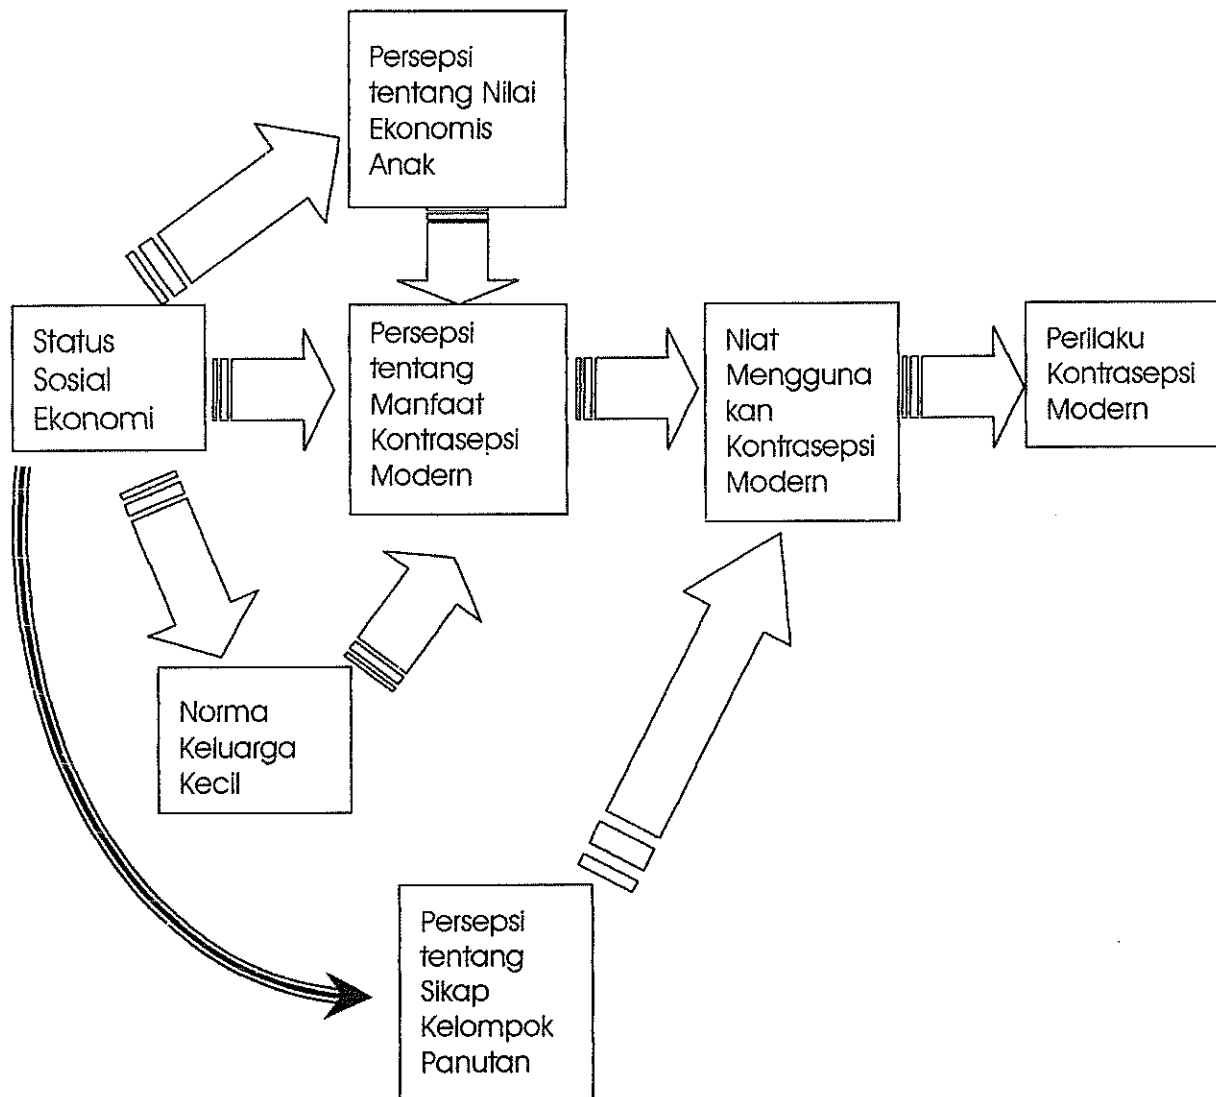 Persepsi
tentang Nilai
Ekonomis
Anak
Status
Sosial
Ekonomi
Persepsi
tentang
Manfaat
Kontrasepsi
Modern
Niat
Mengguna
kan
Kontrasepsi
Modern
Perilaku
Kontrasepsi
Modern
Norma
Keluarga
Kecil
Persepsi
tentang
Sikap
Kelompok
Panutan